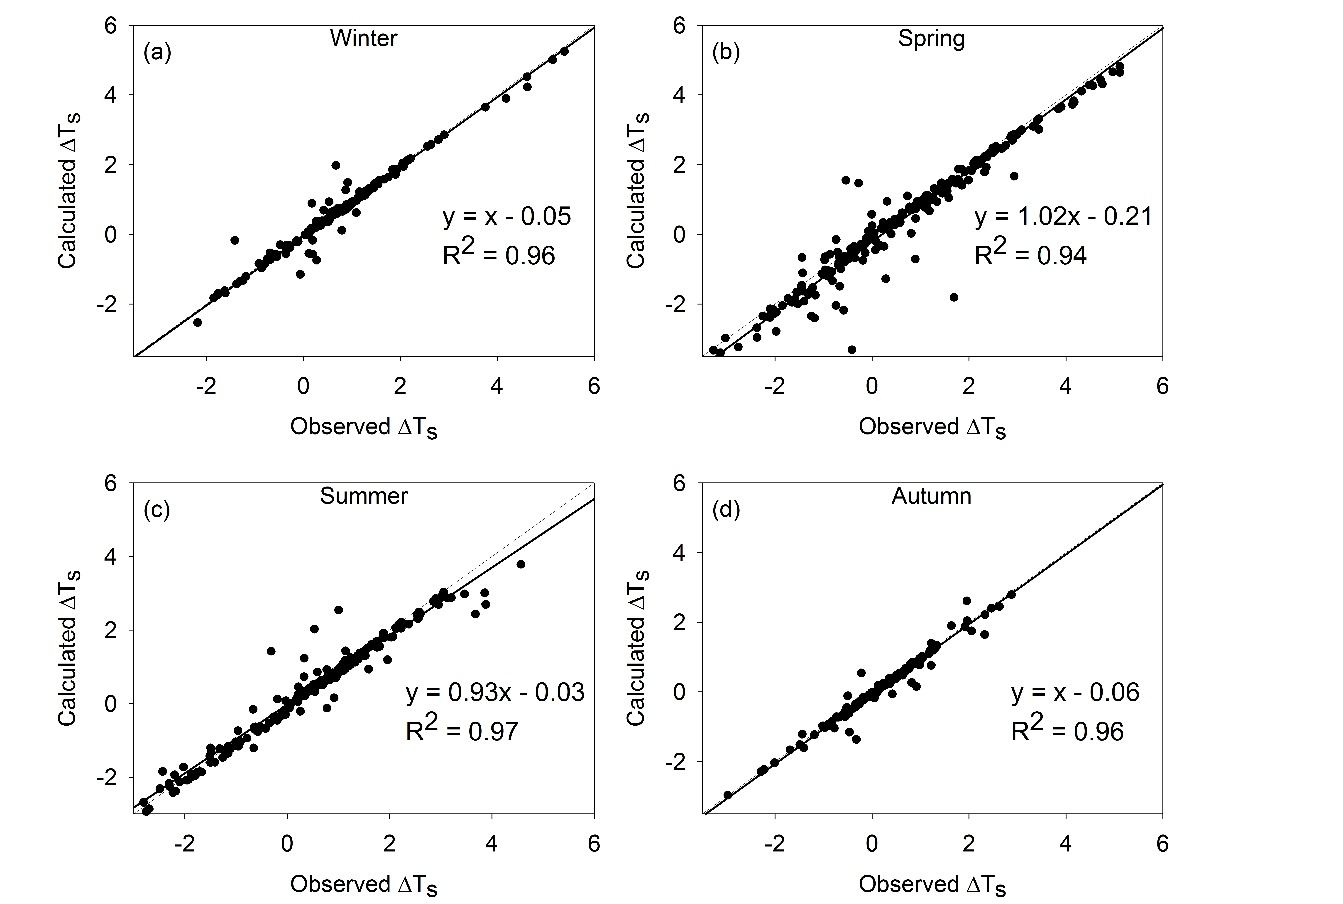 (a)
Winter
6
4
2
0
-2
Calculated ΔTs
y = x - 0.05
R² = 0.96
-2 0 2 4 6
Observed ΔTs
(b)
Spring
6
4
2
0
-2
Calculated ΔTs
y = 1.02x - 0.21
R² = 0.94
-2 0 2 4 6
Observed ΔTs
(c)
Summer
6
4
2
0
-2
Calculated ΔTs
y = 0.93x - 0.03
R² = 0.97
-2 0 2 4 6
Observed ΔTs
(d)
Autumn
6
4
2
0
-2
Calculated ΔTs
y = x - 0.06
R² = 0.96
-2 0 2 4 6
Observed ΔTs